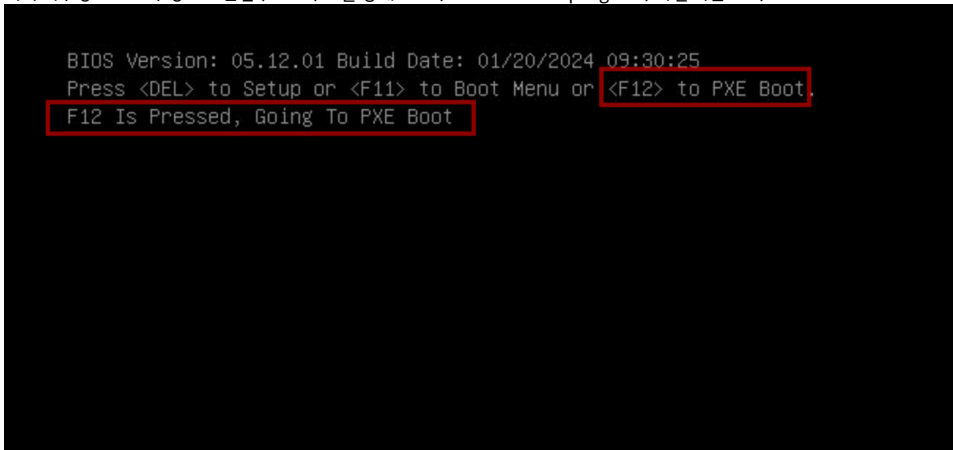 BIOS Version: 05.12.01 Build Date: 01/20/2024 09:30:25
Press <DEL> to Setup or <F11> to Boot Menu or <F12> to PXE Boot.
F12 Is Pressed, Going To PXE Boot